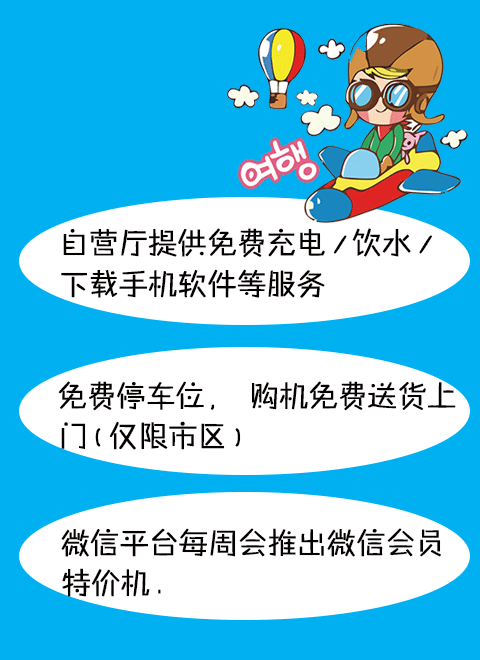 여행
自营厅提供免费充电/饮水/
下载手机软件等服务
免费停车位， 购机免费送货上
门(仅限市区)
微信平台每周会推出微信会员
特价机.